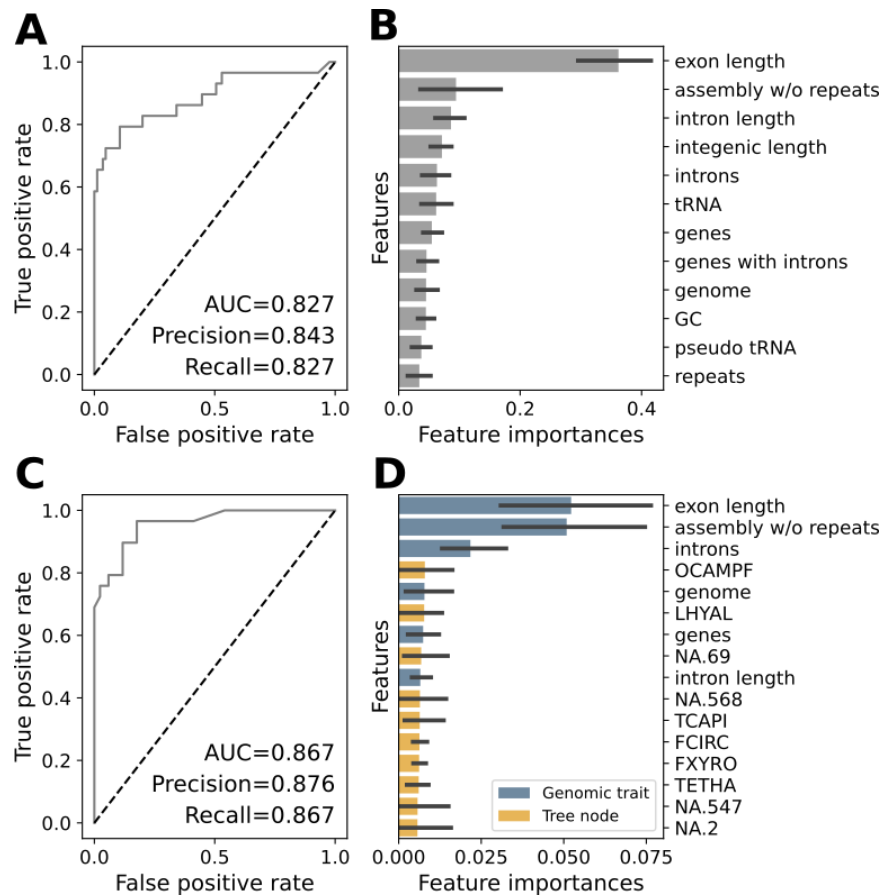 A
1.0
0.8
0.6
0.4
0.2
0.0
True positive rate
AUC=0.827
Precision=0.843
Recall=0.827
0.0 0.5 1.0
False positive rate
B
Features
exon length
assembly w/o repeats
intron length
integenic length
introns
tRNA
genes
genes with introns
genome
GC
pseudo tRNA
repeats
0.0 0.2 0.4
Feature importances
C
1.0
0.8
0.6
0.4
0.2
0.0
True positive rate
AUC=0.867
Precision=0.876
Recall=0.867
0.0 0.5 1.0
False positive rate
D
Features
exon length
assembly w/o repeats
introns
OCAMPF
genome
LHYAL
genes
NA.69
intron length
NA.568
TCAPI
FCIRC
FXYRO
TETHA
NA.547
NA.2
Genomic trait
Tree node
0.000 0.025 0.050 0.075
Feature importances